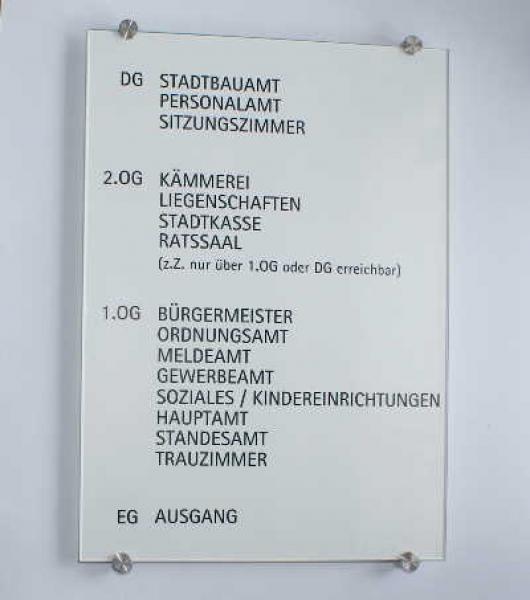 DG STADTBAUAMT
PERSONALAMT
SITZUNGSZIMMER
2.OG KÄMMEREI
LIEGENSCHAFTEN
STADTKASSE
RATSSAAL
(z.Z. nur über 1.OG oder DG erreichbar)
1.OG BÜRGERMEISTER
ORDNUNGSAMT
MELDEAMT
GEWERBEAMT
SOZIALES / KINDEREINRICHTUNGEN
HAUPTAMT
STANDESAMT
TRAUZIMMER
EG AUSGANG